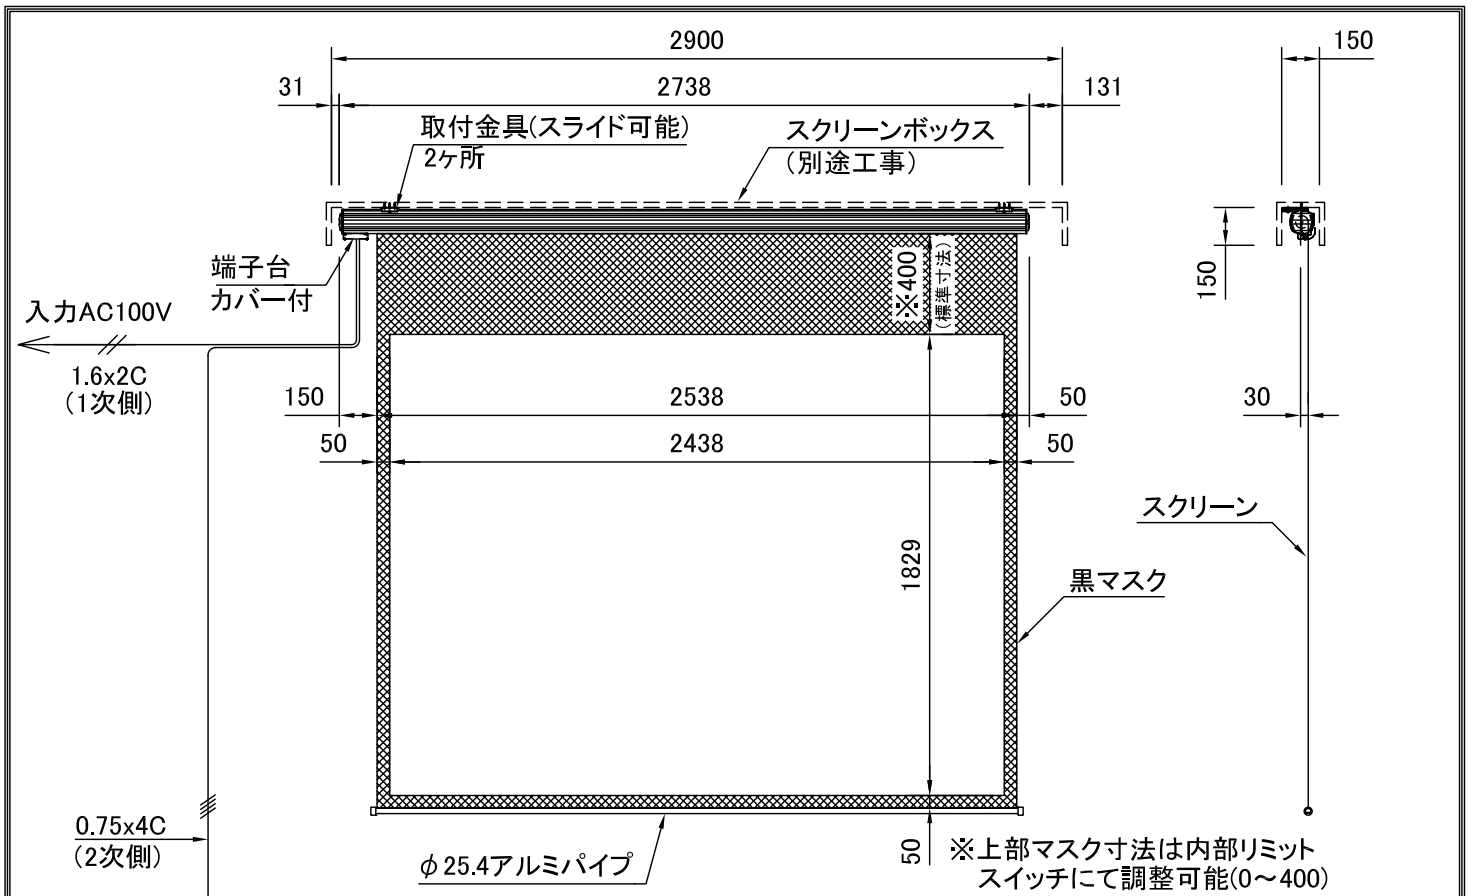 2900
150
31
2738
131
取付金具(スライド可能)
2ケ所
スクリーンボックス
(別途工事)
端子台
カバー付
※400
(標準寸法)
150
入力AC100V
1.6x2C
(1次側)
150
2538
50
30
50
2438
50
スクリーン
1829
黒マスク
0.75x4C
(2次側)
φ25.4アルミパイプ
50
※上部マスク寸法は内部リミット
スイッチにて調整可能(0～400)